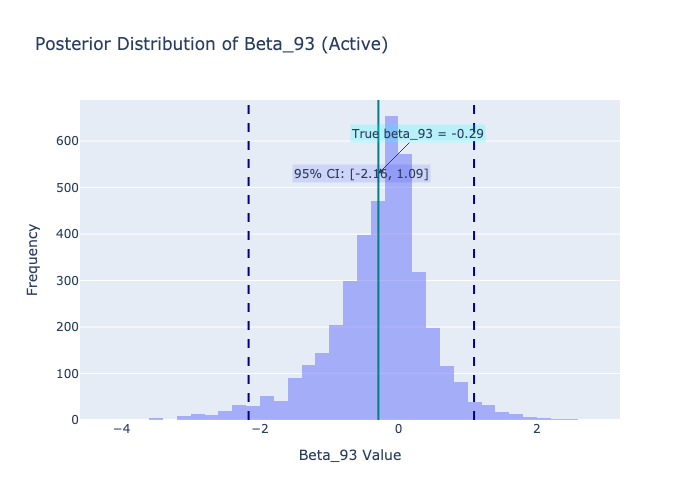 Posterior Distribution of Beta_93 (Active)
True beta_93 = -0.29
95% CI: [-2.16, 1.09]
600
500
400
300
200
100
0
Frequency
−4
−2
0
2
Beta_93 Value